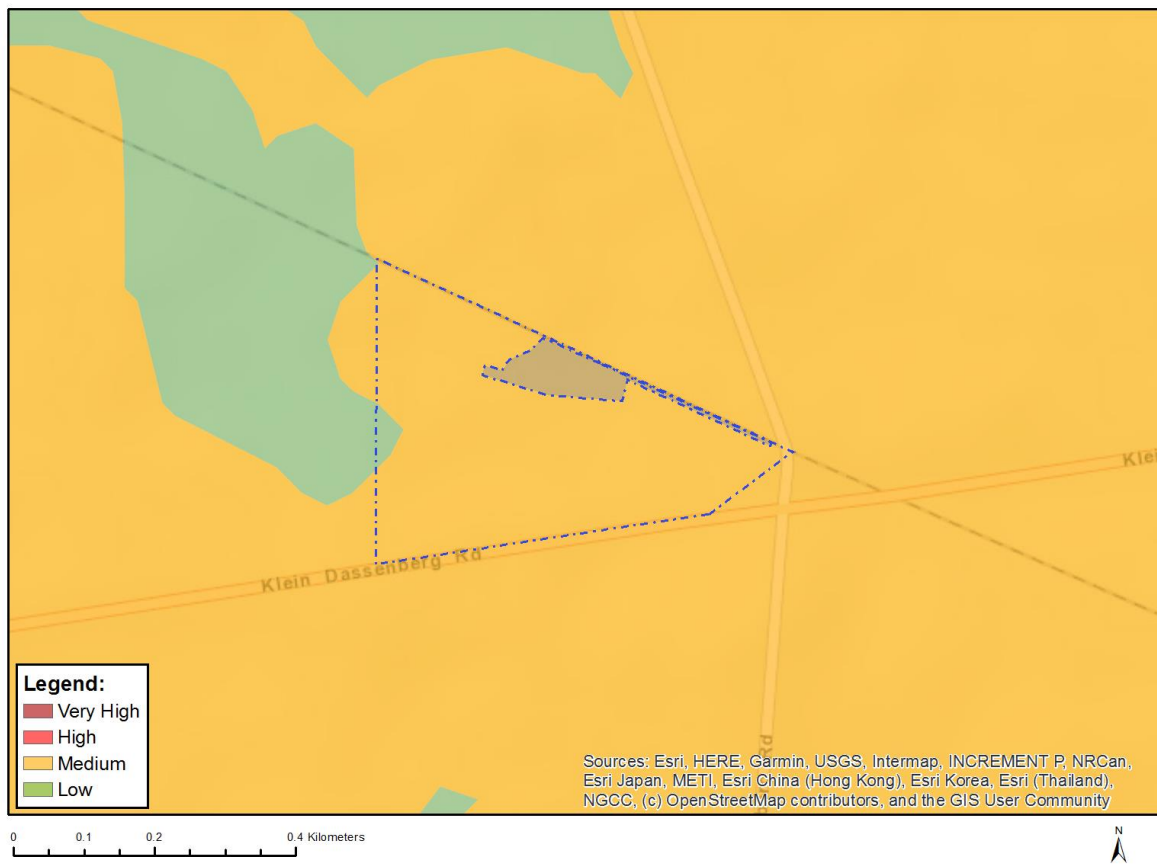 Klein
Klein Dassenberg Rd
Legend:
Very High
High
Medium
Low
Rd
Sources: Esri, HERE, Garmin, USGS, Intermap, INCREMENT P, NRCan,
Esri Japan, METI, Esri China (Hong Kong), Esri Korea, Esri (Thailand),
NGCC, (c) OpenStreetMap contributors, and the GIS User Community
0 0.1 0.2 0.4 Kilometers
N